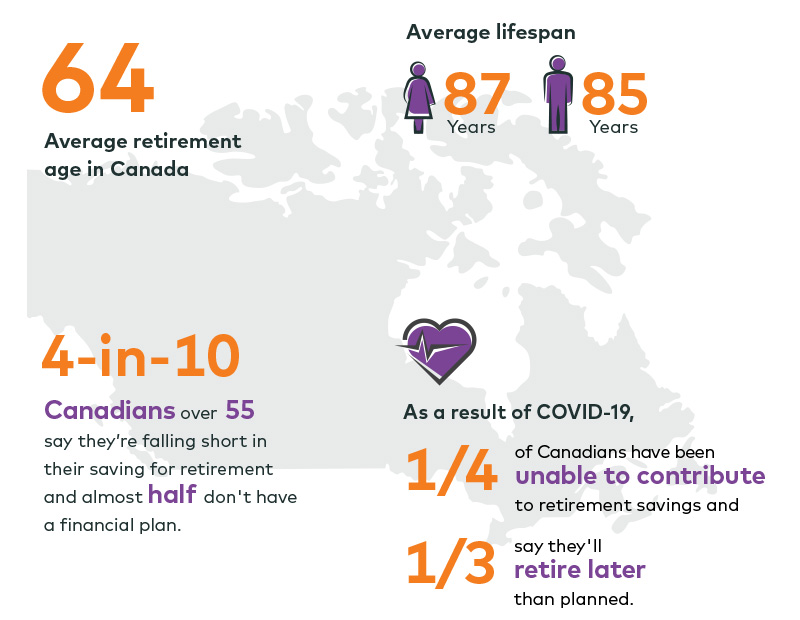 64
Average retirement
age in Canada
Average lifespan
87
Years
85
Years
4-in-10
Canadians over 55
say they're falling short in
their saving for retirement
and almost half don't have
a financial plan.
As a result of COVID-19,
1/4
of Canadians have been
unable to contribute
to retirement savings and
1/3
say they'll
retire later
than planned.